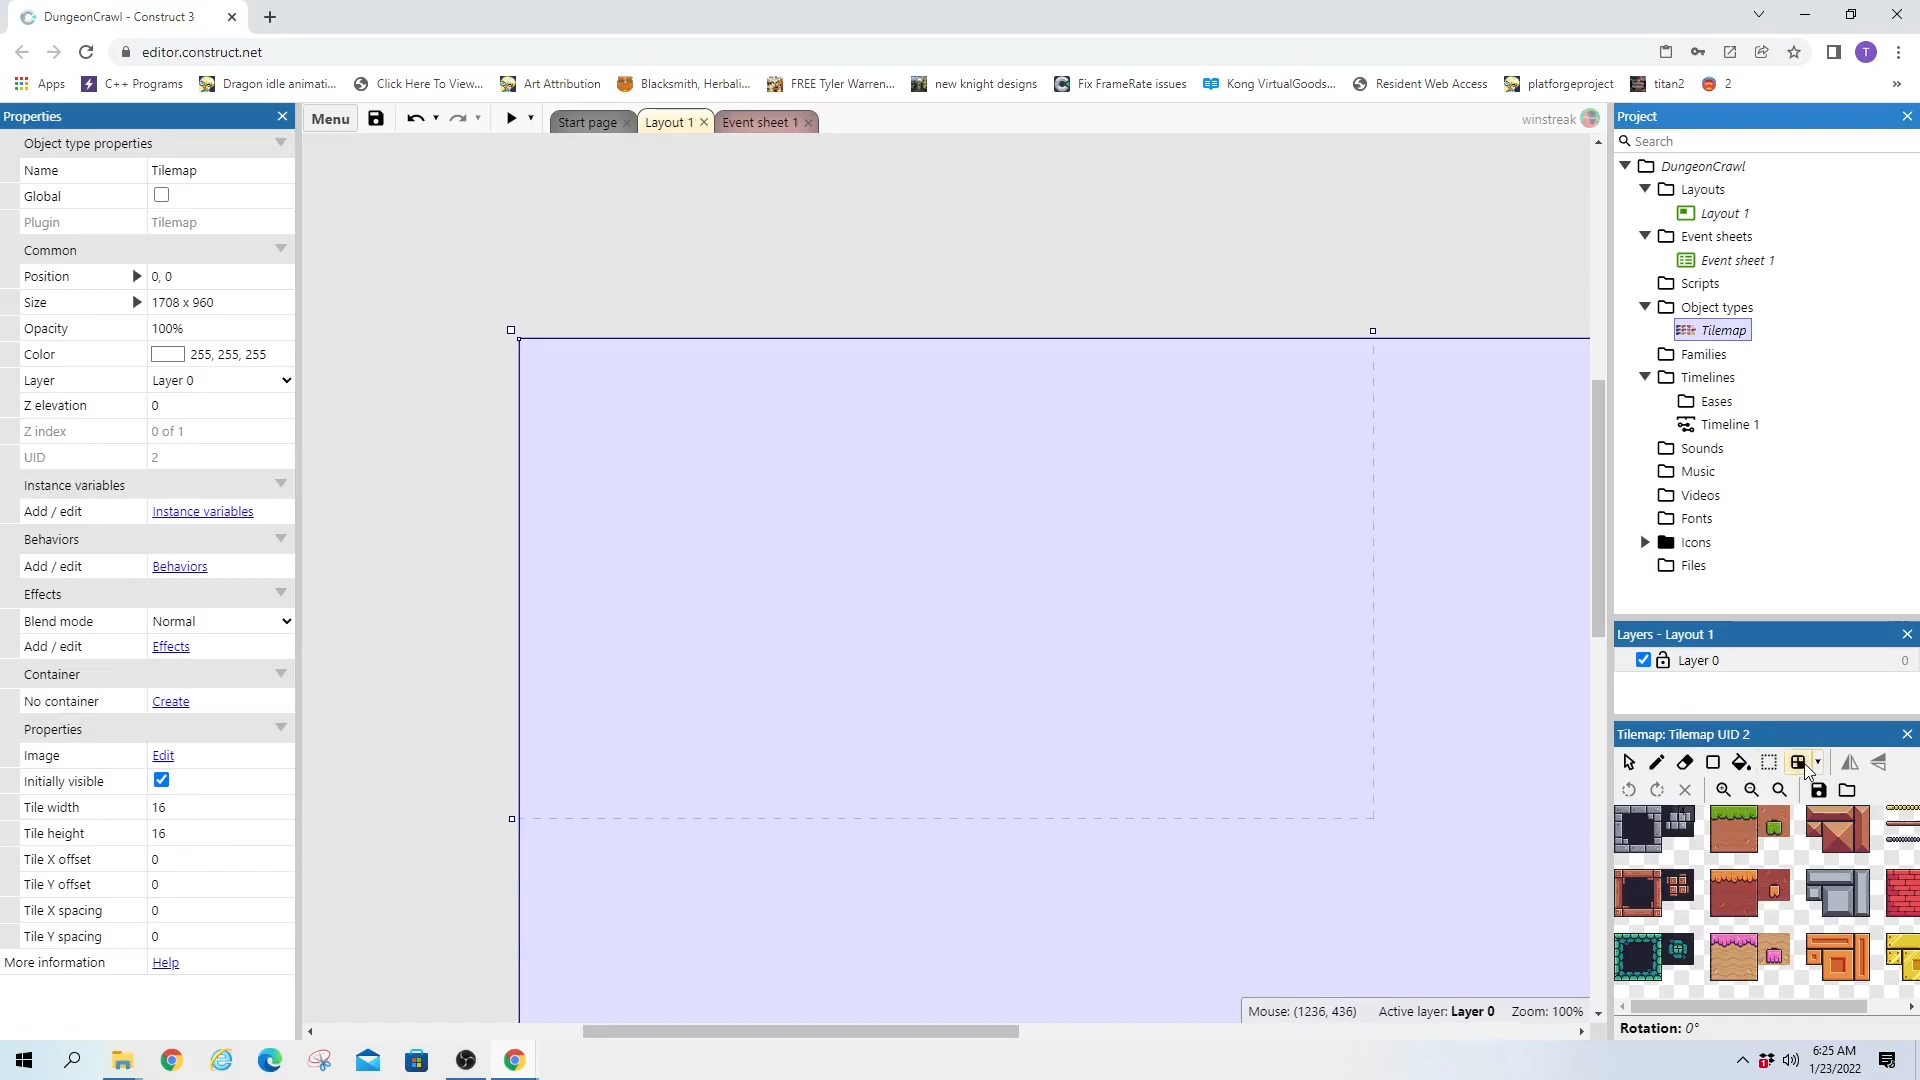 DungeonCrawl - Construct 3
editor.construct.net
T
Apps
C++ Programs
Dragon idle animati...
Click Here To View...
Art Attribution
Blacksmith, Herbali...
FREE Tyler Warren...
new knight designs
Fix FrameRate issues
Kong VirtualGoods...
Resident Web Access
platforgeproject
titan2
2
»
Properties
Menu
Start page
Layout 1
Event sheet 1
winstreak
Project
Object type properties
Name Tilemap
Global
Plugin Tilemap
Common
Position 0, 0
Size 1708 x 960
Opacity 100%
Color 255, 255, 255
Layer Layer 0
Z elevation 0
Z index 0 of 1
UID 2
Instance variables
Add / edit Instance variables
Behaviors
Add / edit Behaviors
Effects
Blend mode Normal
Add / edit Effects
Container
No container Create
Properties
Image Edit
Initially visible
Tile width 16
Tile height 16
Tile X offset 0
Tile Y offset 0
Tile X spacing 0
Tile Y spacing 0
More information Help
Mouse: (1236, 436) Active layer: Layer 0 Zoom: 100%
Search
DungeonCrawl
Layouts
Layout 1
Event sheets
Event sheet 1
Scripts
Object types
Tilemap
Families
Timelines
Eases
Timeline 1
Sounds
Music
Videos
Fonts
Icons
Files
Layers - Layout 1
Layer 0 0
Tilemap: Tilemap UID 2
Rotation: 0°
6:25 AM
1/23/2022